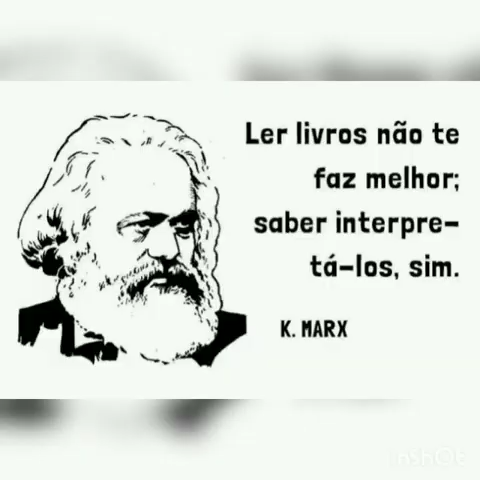 Ler livros não te
faz melhor;
saber interpre-
tá-los, sim.
K. MARX